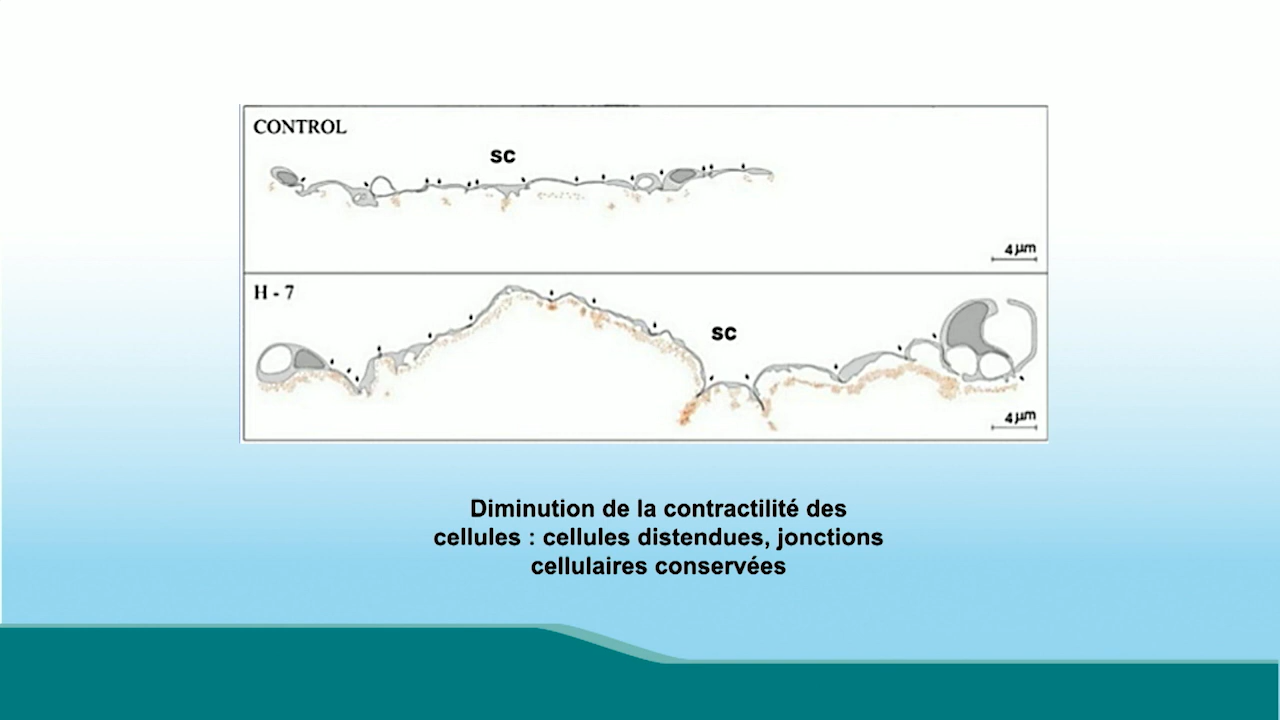 CONTROL
SC
4 µm
H - 7
SC
4 µm
Diminution de la contractilité des
cellules : cellules distendues, jonctions
cellulaires conservées